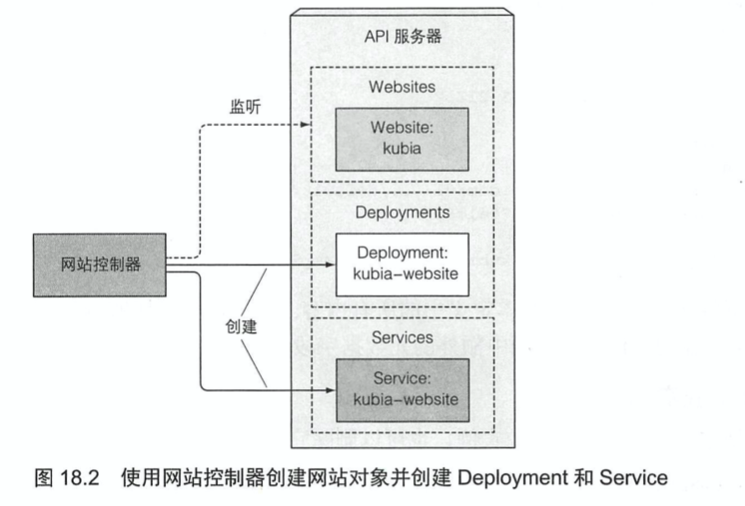 API 服务器
Websites
监听
Website:
kubia
Deployments
网站控制器
Deployment:
kubia-website
创建
Services
Service:
kubia-website
图 18.2 使用网站控制器创建网站对象并创建 Deployment 和 Service